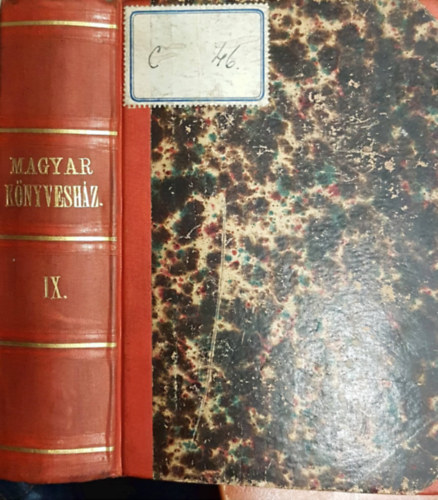 C 46.
MAGYAR
KÖNYVESHÁZ.
IX.